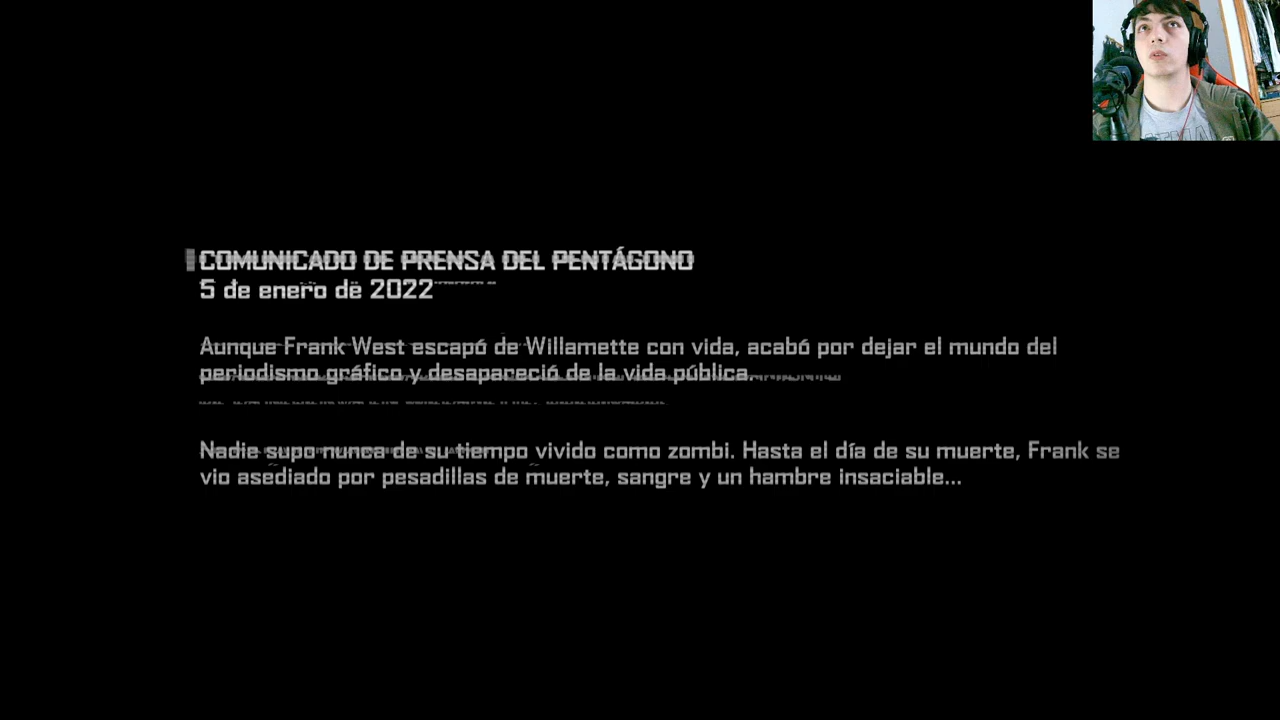 COMUNICADO DE PRENSA DEL PENTÁGONO
5 de enero de 2022
Aunque Frank West escapó de Willamette con vida, acabó por dejar el mundo del
periodismo gráfico y desapareció de la vida pública.
Nadie supo nunca de su tiempo vivido como zombi. Hasta el día de su muerte, Frank se
vio asediado por pesadillas de muerte, sangre y un hambre insaciable...